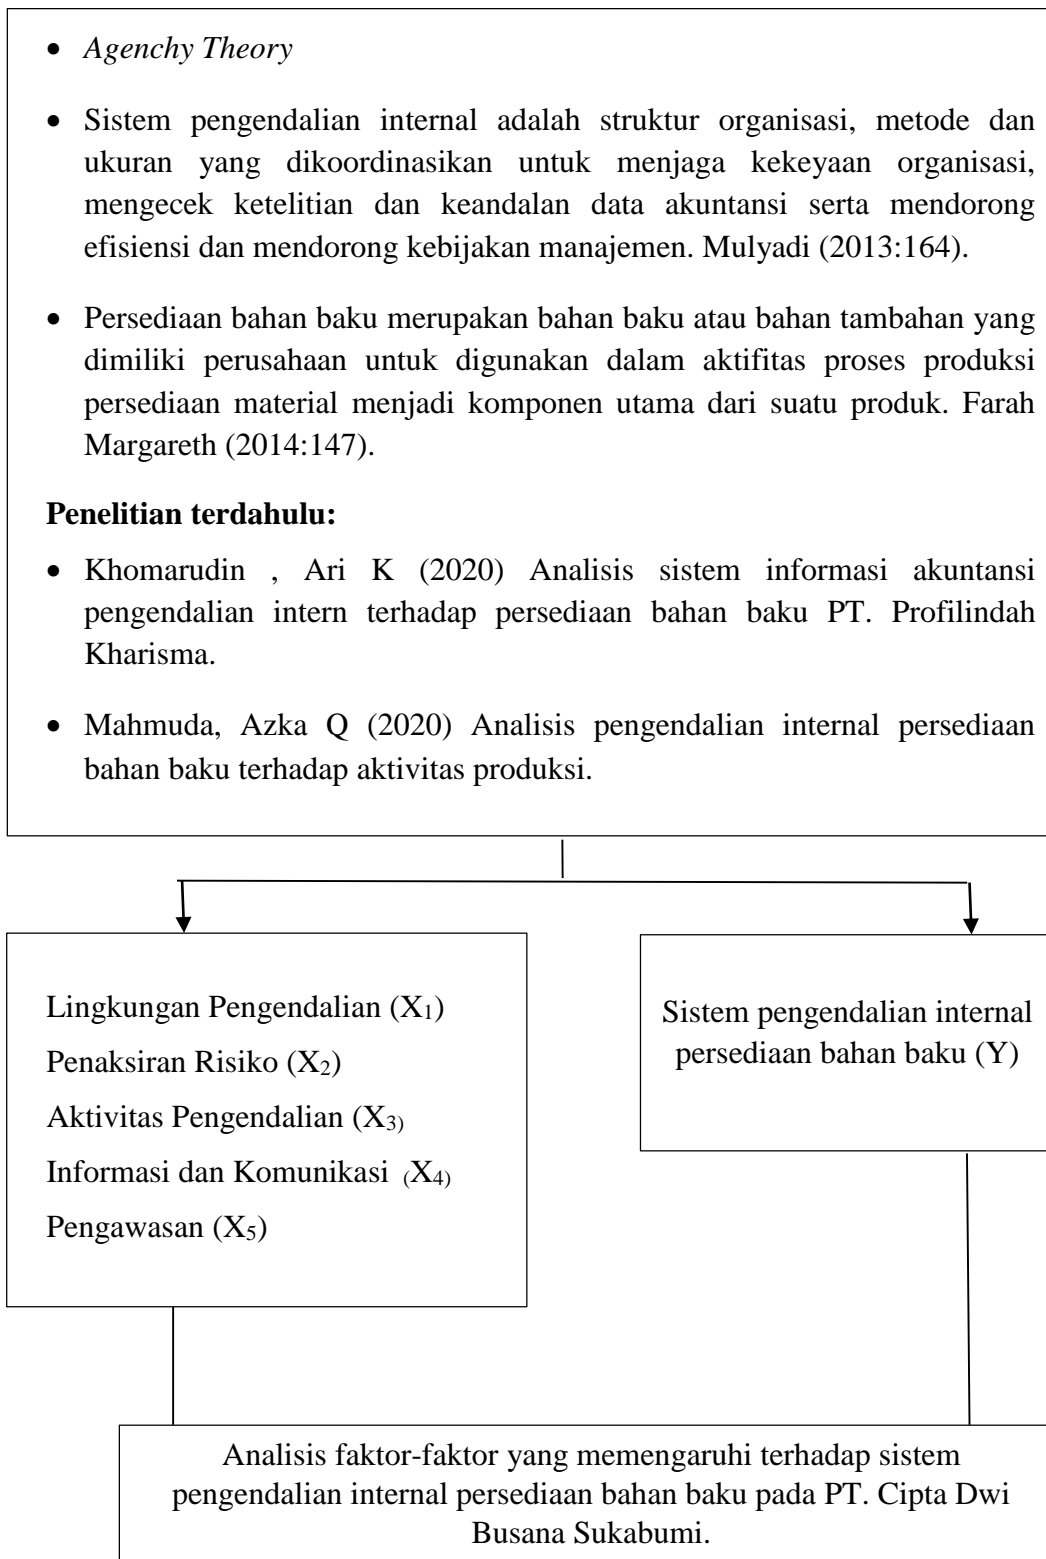 • Agenchy Theory
• Sistem pengendalian internal adalah struktur organisasi, metode dan
ukuran yang dikoordinasikan untuk menjaga kekeyaan organisasi,
mengecek ketelitian dan keandalan data akuntansi serta mendorong
efisiensi dan mendorong kebijakan manajemen. Mulyadi (2013:164).
• Persediaan bahan baku merupakan bahan baku atau bahan tambahan yang
dimiliki perusahaan untuk digunakan dalam aktifitas proses produksi
persediaan material menjadi komponen utama dari suatu produk. Farah
Margareth (2014:147).
Penelitian terdahulu:
• Khomarudin , Ari K (2020) Analisis sistem informasi akuntansi
pengendalian intern terhadap persediaan bahan baku PT. Profilindah
Kharisma.
• Mahmuda, Azka Q (2020) Analisis pengendalian internal persediaan
bahan baku terhadap aktivitas produksi.
Lingkungan Pengendalian (X₁)
Penaksiran Risiko (X₂)
Aktivitas Pengendalian (X₃₎
Informasi dan Komunikasi ₍X₄₎
Pengawasan (X₅)
Sistem pengendalian internal
persediaan bahan baku (Y)
Analisis faktor-faktor yang memengaruhi terhadap sistem
pengendalian internal persediaan bahan baku pada PT. Cipta Dwi
Busana Sukabumi.